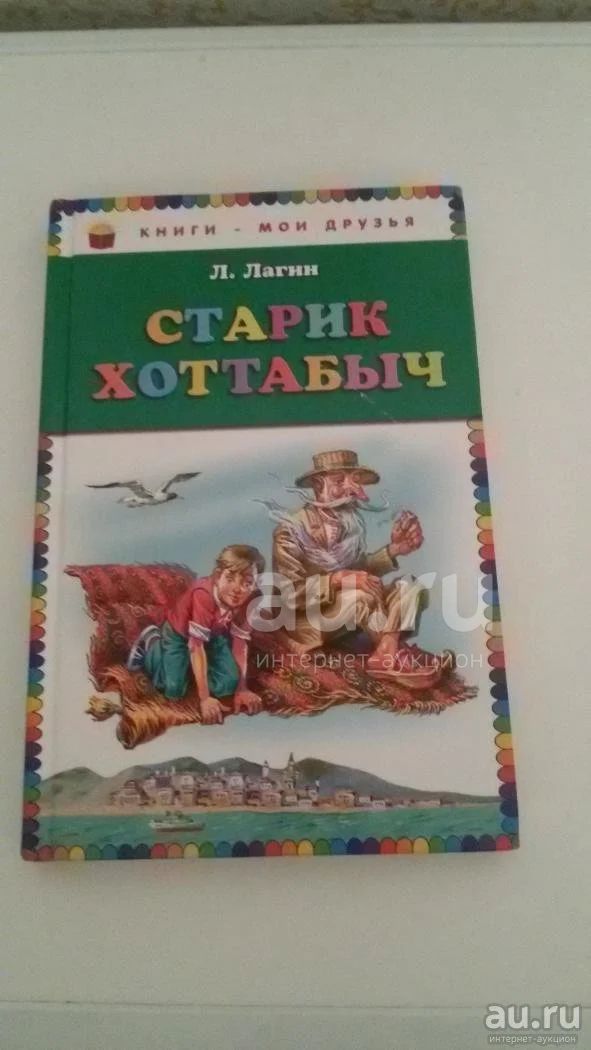 КНИГИ - МОИ ДРУЗЬЯ
Л. Лагин
СТАРИК
ХОТТАБЫЧ
au.ru
интернет-аукцион
au.ru
интернет-аукцион